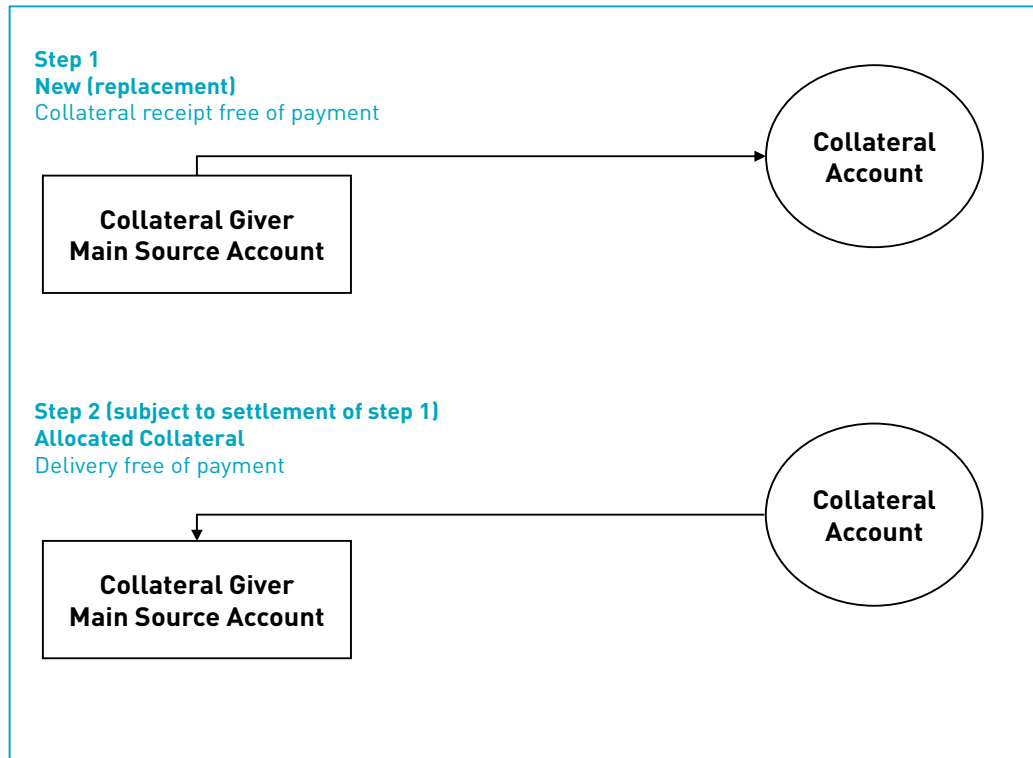 Step 1
New (replacement)
Collateral receipt free of payment
Collateral
Account
Collateral Giver
Main Source Account
Step 2 (subject to settlement of step 1)
Allocated Collateral
Delivery free of payment
Collateral
Account
Collateral Giver
Main Source Account